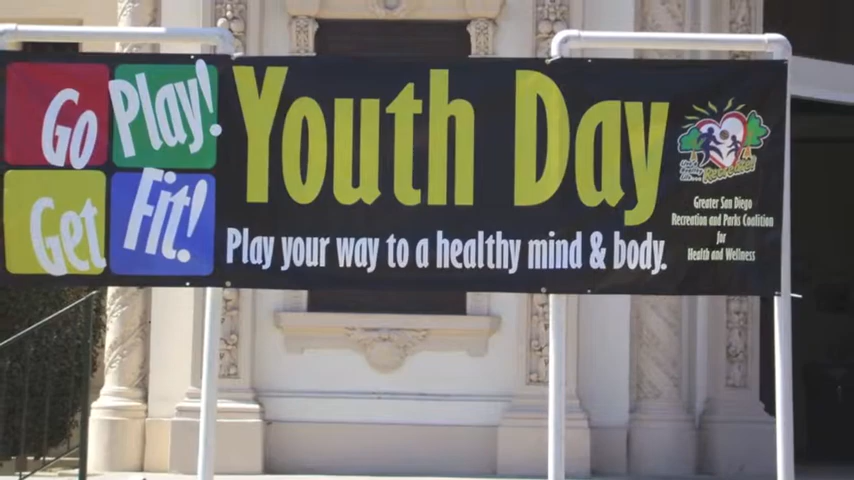 Go Play!
Get Fit!
Youth Day
Play your way to a healthy mind & body.
Recreate!
Greater San Diego
Recreation and Parks Coalition
for
Health and Wellness